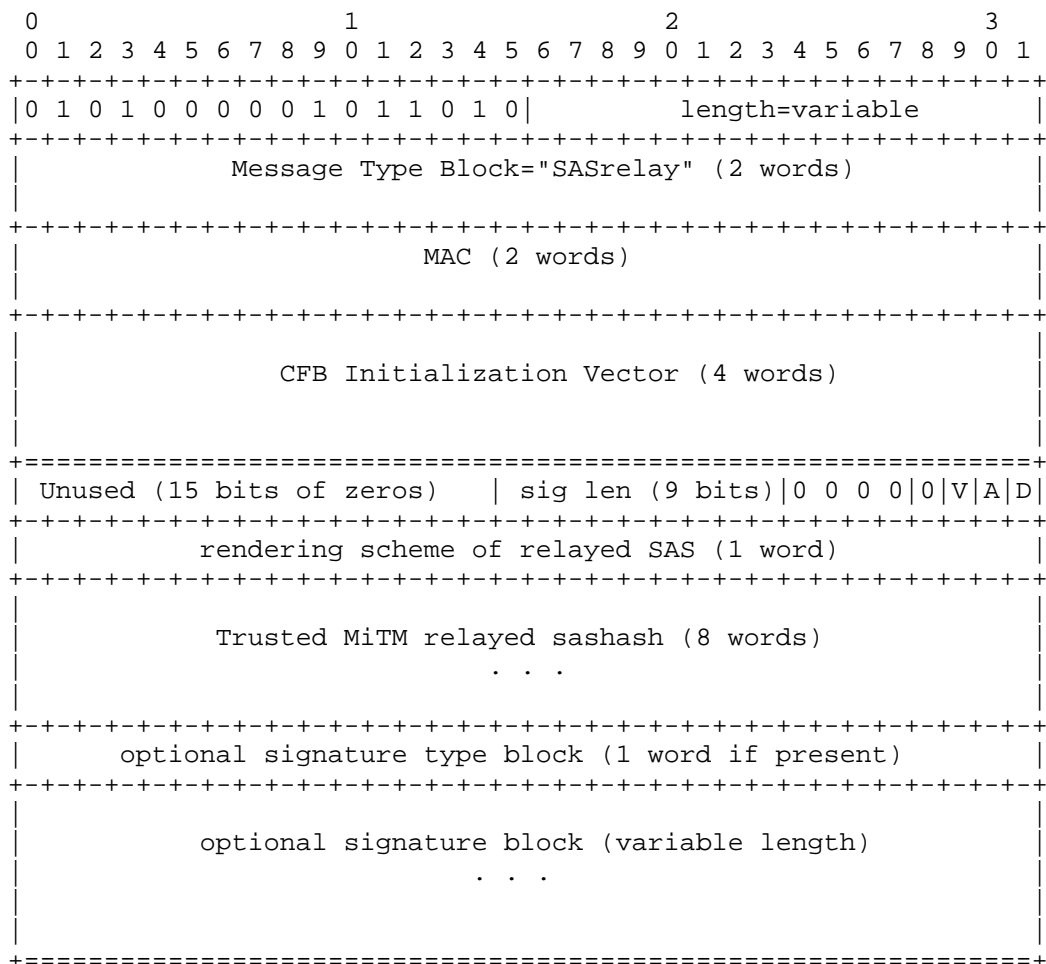 0                   1                   2                   3
0 1 2 3 4 5 6 7 8 9 0 1 2 3 4 5 6 7 8 9 0 1 2 3 4 5 6 7 8 9 0 1
+-+-+-+-+-+-+-+-+-+-+-+-+-+-+-+-+-+-+-+-+-+-+-+-+-+-+-+-+-+-+-+-+
|0 1 0 1 0 0 0 0 0 1 0 1 1 0 1 0|         length=variable       |
+-+-+-+-+-+-+-+-+-+-+-+-+-+-+-+-+-+-+-+-+-+-+-+-+-+-+-+-+-+-+-+-+
|             Message Type Block="SASrelay" (2 words)           |
|                                                               |
+-+-+-+-+-+-+-+-+-+-+-+-+-+-+-+-+-+-+-+-+-+-+-+-+-+-+-+-+-+-+-+-+
|                         MAC (2 words)                         |
|                                                               |
+-+-+-+-+-+-+-+-+-+-+-+-+-+-+-+-+-+-+-+-+-+-+-+-+-+-+-+-+-+-+-+-+
|                                                               |
|                CFB Initialization Vector (4 words)            |
|                                                               |
|                                                               |
+===============================================================+
| Unused (15 bits of zeros)   | sig len (9 bits)|0 0 0 0|0|V|A|D|
+-+-+-+-+-+-+-+-+-+-+-+-+-+-+-+-+-+-+-+-+-+-+-+-+-+-+-+-+-+-+-+-+
|           rendering scheme of relayed SAS (1 word)            |
+-+-+-+-+-+-+-+-+-+-+-+-+-+-+-+-+-+-+-+-+-+-+-+-+-+-+-+-+-+-+-+-+
|                                                               |
|            Trusted MiTM relayed sashash (8 words)             |
|                             . . .                             |
|                                                               |
+-+-+-+-+-+-+-+-+-+-+-+-+-+-+-+-+-+-+-+-+-+-+-+-+-+-+-+-+-+-+-+-+
|      optional signature type block (1 word if present)        |
+-+-+-+-+-+-+-+-+-+-+-+-+-+-+-+-+-+-+-+-+-+-+-+-+-+-+-+-+-+-+-+-+
|                                                               |
|           optional signature block (variable length)          |
|                            . . .                              |
|                                                               |
|                                                               |
+===============================================================+